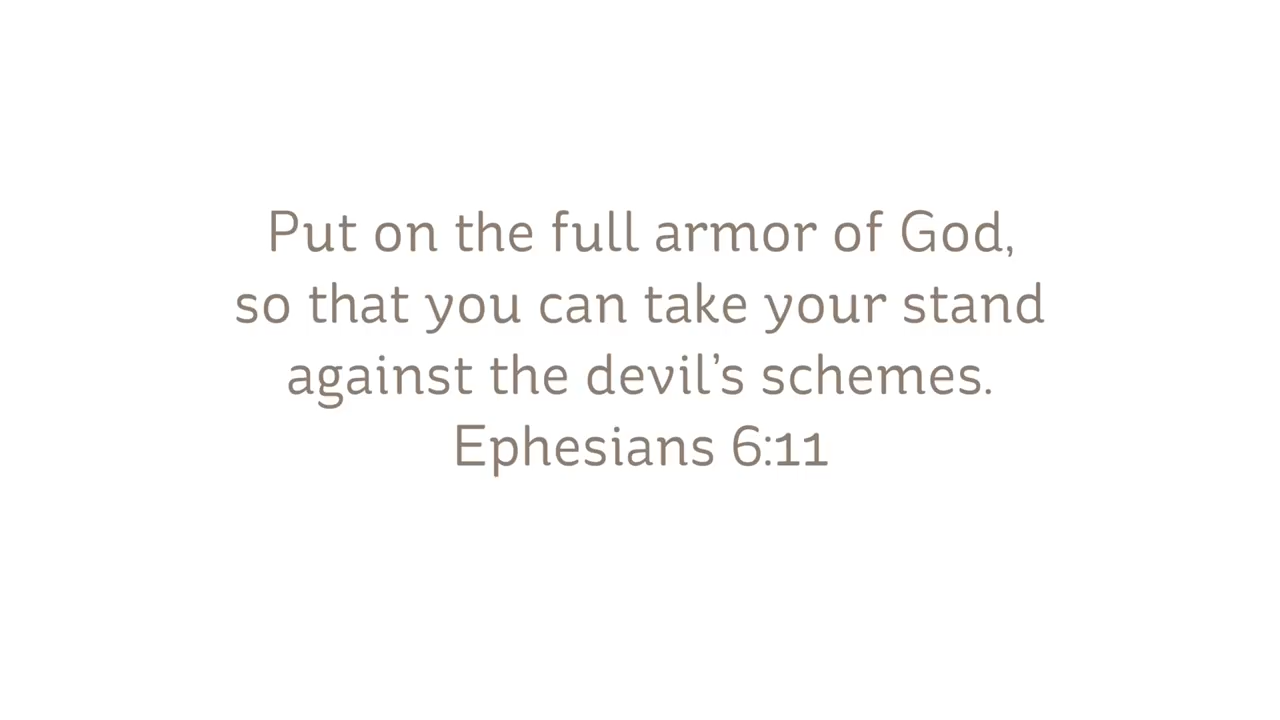 Put on the full armor of God,
so that you can take your stand
against the devil’s schemes.
Ephesians 6:11